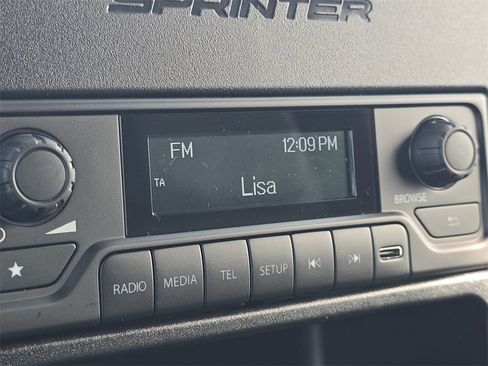 SPRINTER
FM 12:09 PM
TA
Lisa
BROWSE
RADIO MEDIA TEL SETUP